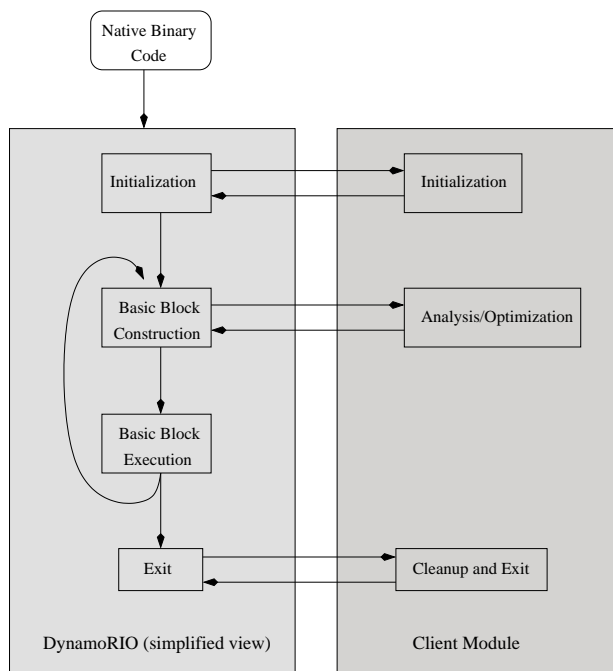 Native Binary
Code
Initialization
Initialization
Basic Block
Construction
Analysis/Optimization
Basic Block
Execution
Exit
Cleanup and Exit
DynamoRIO (simplified view)
Client Module